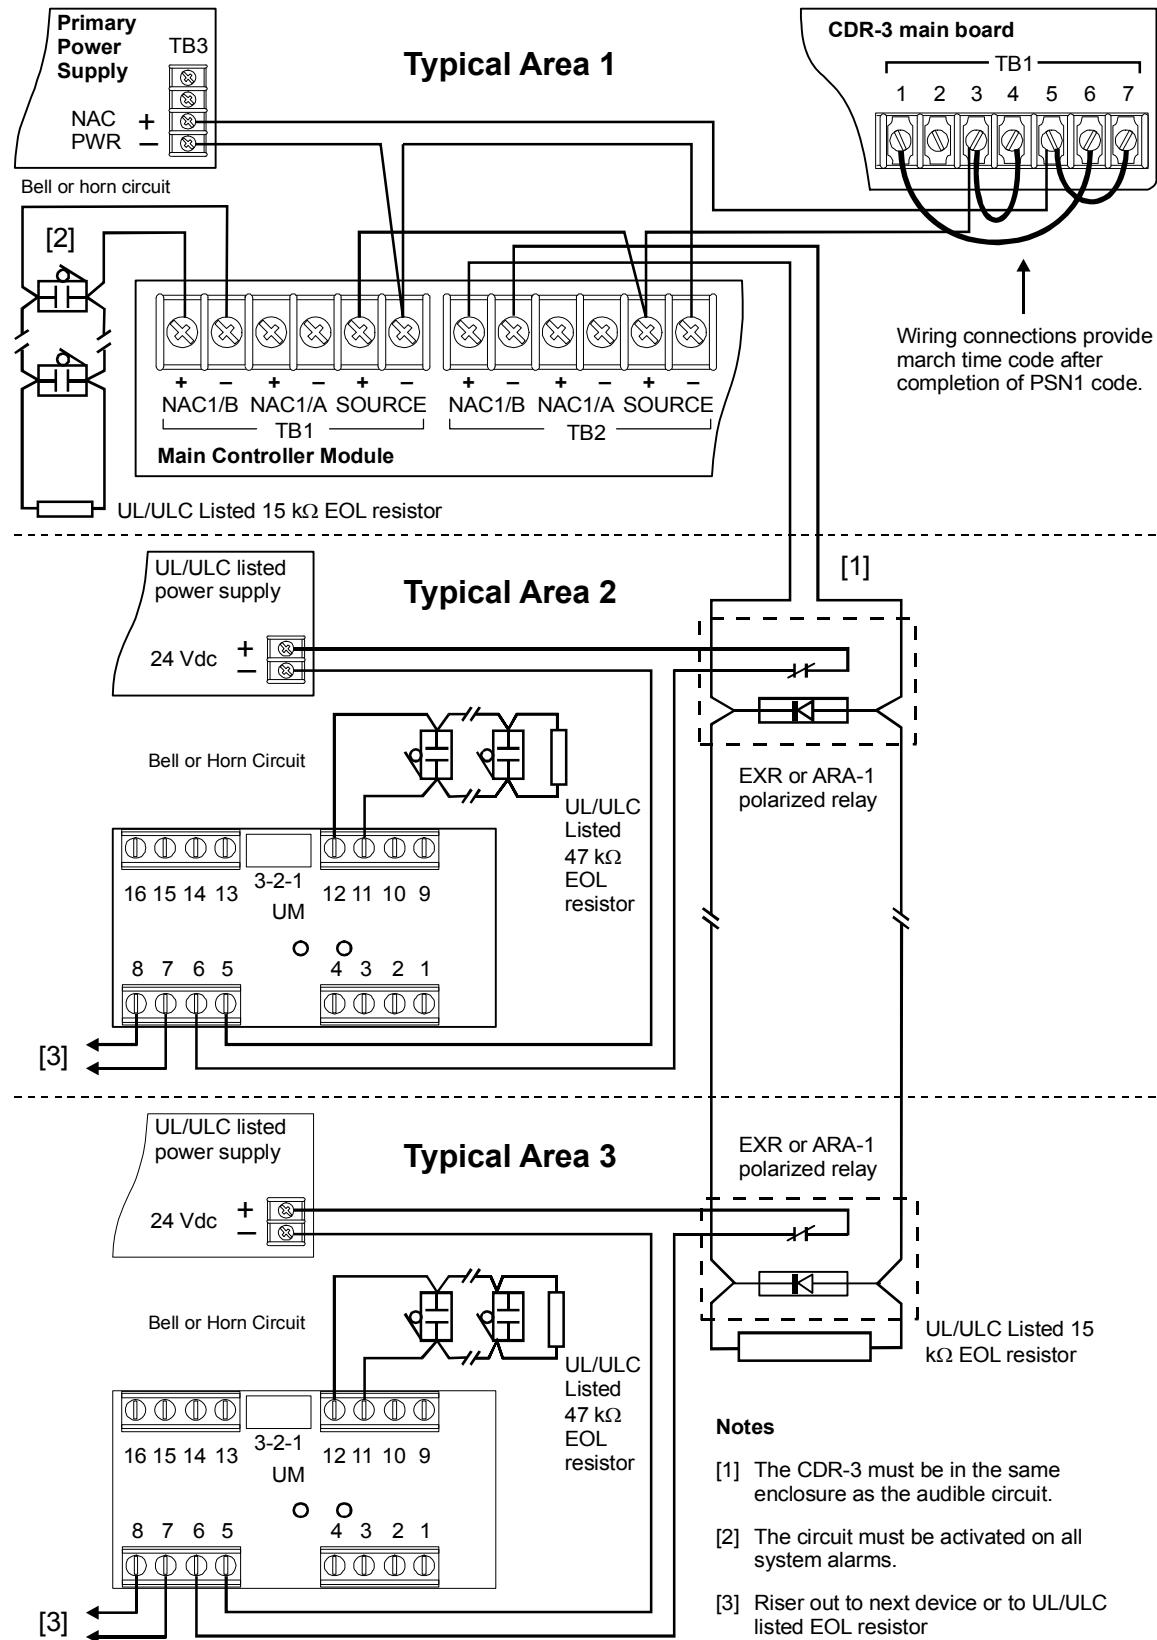 Primary
Power
Supply
TB3
NAC +
PWR –
Typical Area 1
CDR-3 main board
TB1
1 2 3 4 5 6 7
Bell or horn circuit
[2]
Wiring connections provide
march time code after
completion of PSN1 code.
+ – + – + – + – + – + –
NAC1/B NAC1/A SOURCE NAC1/B NAC1/A SOURCE
TB1 TB2
Main Controller Module
UL/ULC Listed 15 kΩ EOL resistor
[1]
UL/ULC listed
power supply
Typical Area 2
24 Vdc + –
Bell or Horn Circuit
EXR or ARA-1
polarized relay
UL/ULC
Listed
47 kΩ
EOL
resistor
16 15 14 13 3-2-1 12 11 10 9
UM
8 7 6 5 4 3 2 1
[3]
UL/ULC listed
power supply
Typical Area 3
EXR or ARA-1
polarized relay
24 Vdc + –
Bell or Horn Circuit
UL/ULC Listed 15
kΩ EOL resistor
UL/ULC
Listed
47 kΩ
EOL
resistor
16 15 14 13 3-2-1 12 11 10 9
UM
8 7 6 5 4 3 2 1
[3]
Notes
[1] The CDR-3 must be in the same
enclosure as the audible circuit.
[2] The circuit must be activated on all
system alarms.
[3] Riser out to next device or to UL/ULC
listed EOL resistor